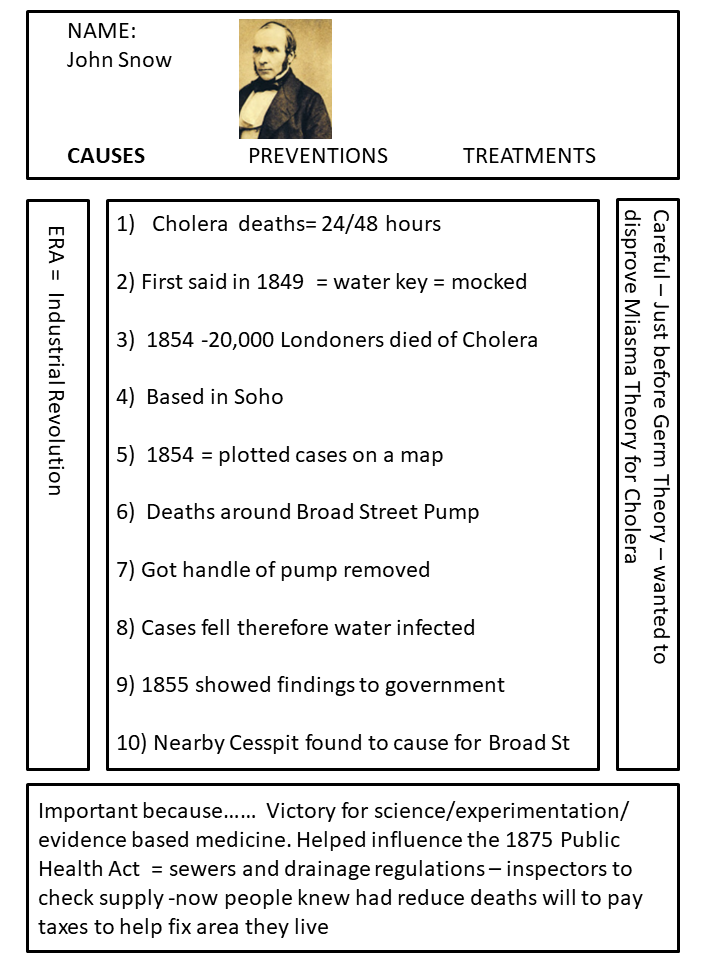 NAME:
John Snow
CAUSES PREVENTIONS TREATMENTS
ERA = Industrial Revolution
1) Cholera deaths= 24/48 hours
2) First said in 1849 = water key = mocked
3) 1854 -20,000 Londoners died of Cholera
4) Based in Soho
5) 1854 = plotted cases on a map
6) Deaths around Broad Street Pump
7) Got handle of pump removed
8) Cases fell therefore water infected
9) 1855 showed findings to government
10) Nearby Cesspit found to cause for Broad St
Careful – Just before Germ Theory – wanted to
disprove Miasma Theory for Cholera
Important because...... Victory for science/experimentation/
evidence based medicine. Helped influence the 1875 Public
Health Act = sewers and drainage regulations – inspectors to
check supply -now people knew had reduce deaths will to pay
taxes to help fix area they live